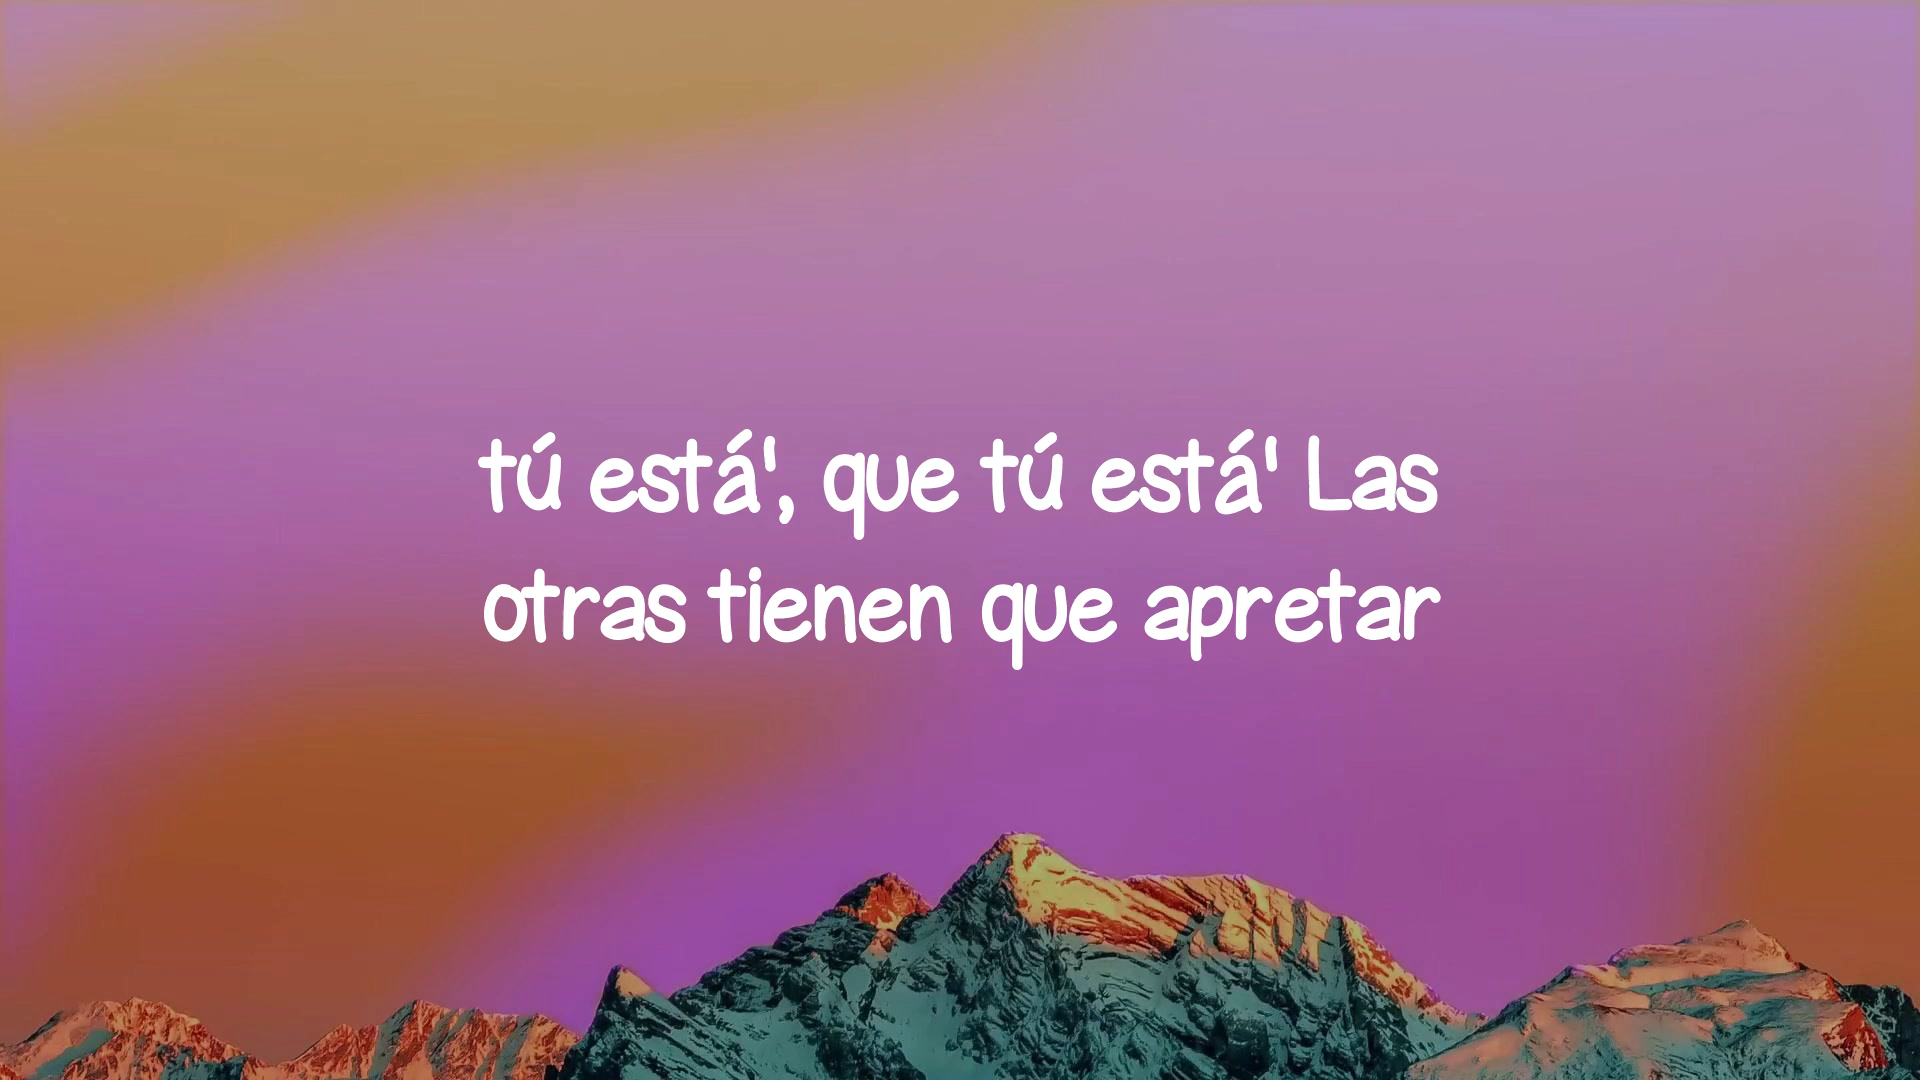 tú está', que tú está' Las
otras tienen que apretar